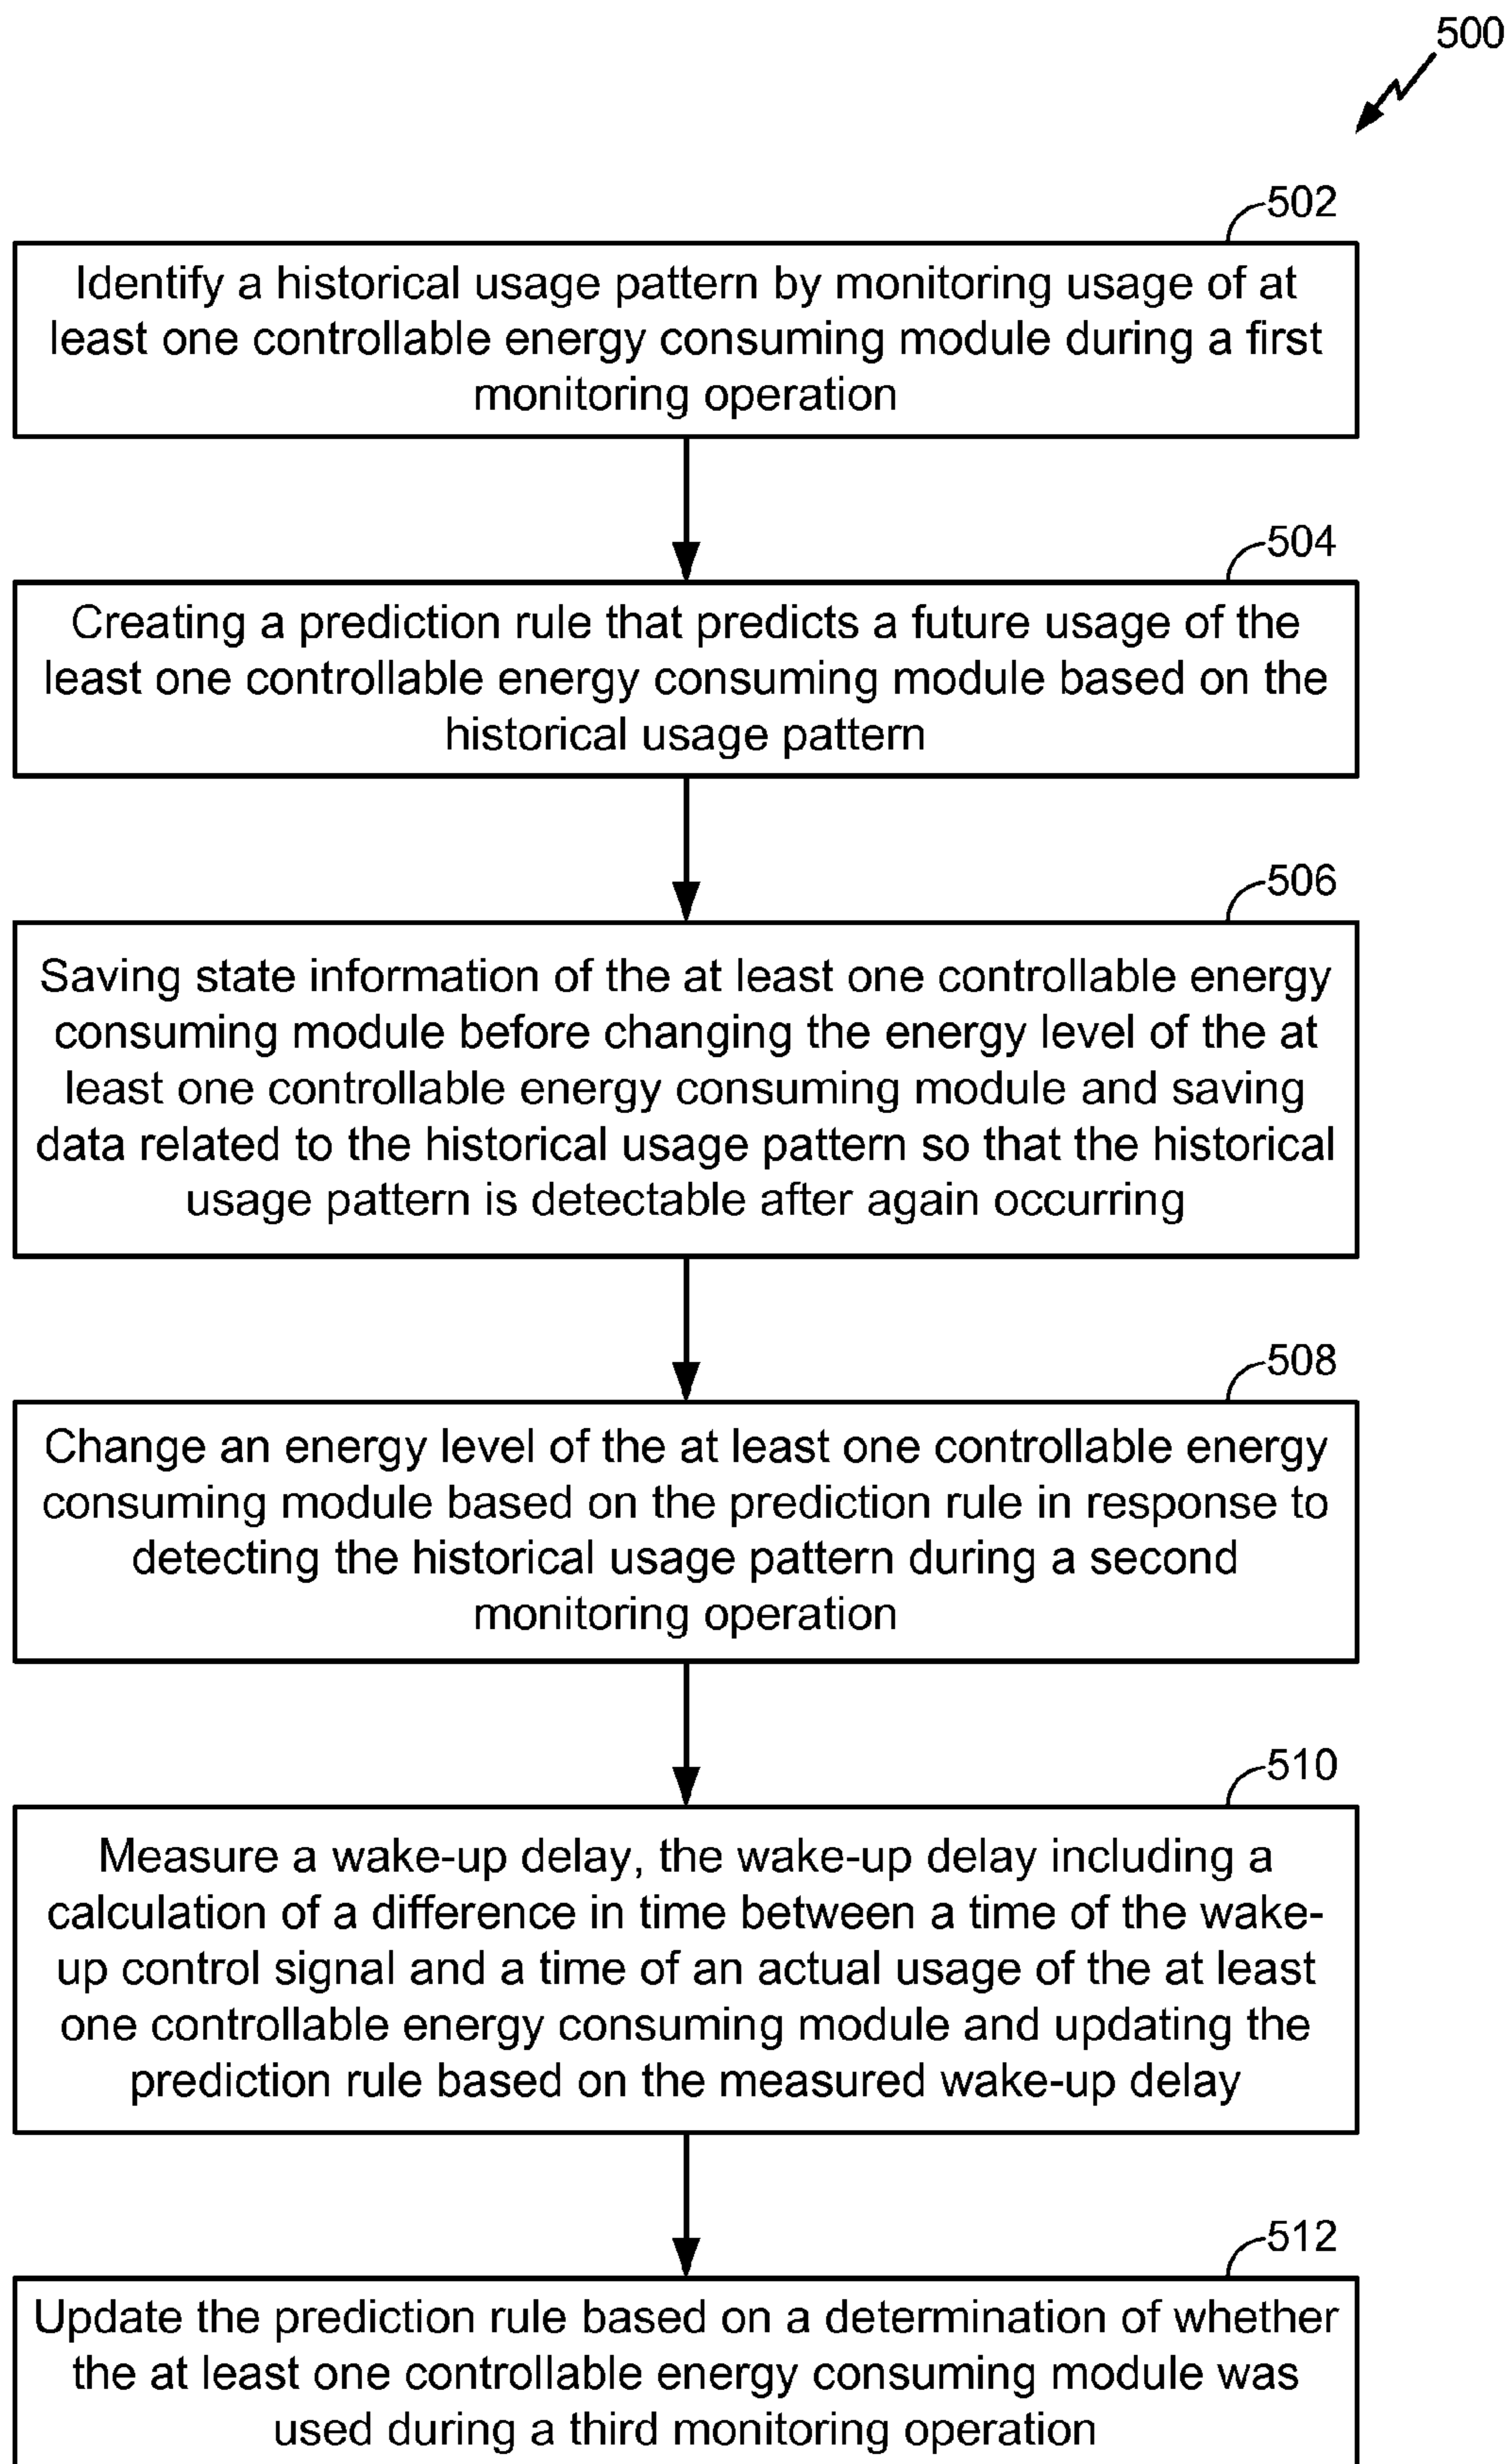 500
502
Identify a historical usage pattern by monitoring usage of at
least one controllable energy consuming module during a first
monitoring operation
504
Creating a prediction rule that predicts a future usage of the
least one controllable energy consuming module based on the
historical usage pattern
506
Saving state information of the at least one controllable energy
consuming module before changing the energy level of the at
least one controllable energy consuming module and saving
data related to the historical usage pattern so that the historical
usage pattern is detectable after again occurring
508
Change an energy level of the at least one controllable energy
consuming module based on the prediction rule in response to
detecting the historical usage pattern during a second
monitoring operation
510
Measure a wake-up delay, the wake-up delay including a
calculation of a difference in time between a time of the wake-
up control signal and a time of an actual usage of the at least
one controllable energy consuming module and updating the
prediction rule based on the measured wake-up delay
512
Update the prediction rule based on a determination of whether
the at least one controllable energy consuming module was
used during a third monitoring operation